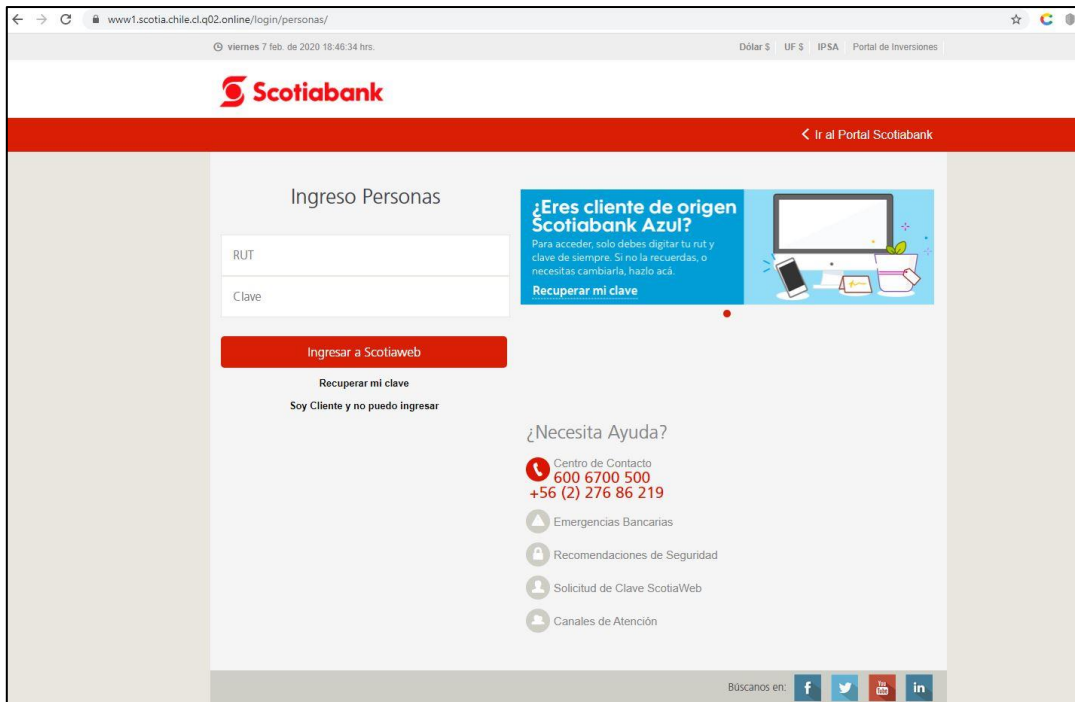 www1.scotia.chile.cl.q02.online/login/personas/
viernes 7 feb. de 2020 18:46:34 hrs.
Dólar $ UF $ IPSA Portal de Inversiones
Scotiabank
Ir al Portal Scotiabank
Ingreso Personas
RUT
Clave
Ingresar a Scotiaweb
Recuperar mi clave
Soy Cliente y no puedo ingresar
¿Eres cliente de origen
Scotiabank Azul?
Para acceder, solo debes digitar tu rut y
clave de siempre. Si no la recuerdas, o
necesitas cambiarla, hazlo acá.
Recuperar mi clave
¿Necesita Ayuda?
Centro de Contacto
600 6700 500
+56 (2) 276 86 219
Emergencias Bancarias
Recomendaciones de Seguridad
Solicitud de Clave ScotiaWeb
Canales de Atención
Búscanos en: f You Tube in